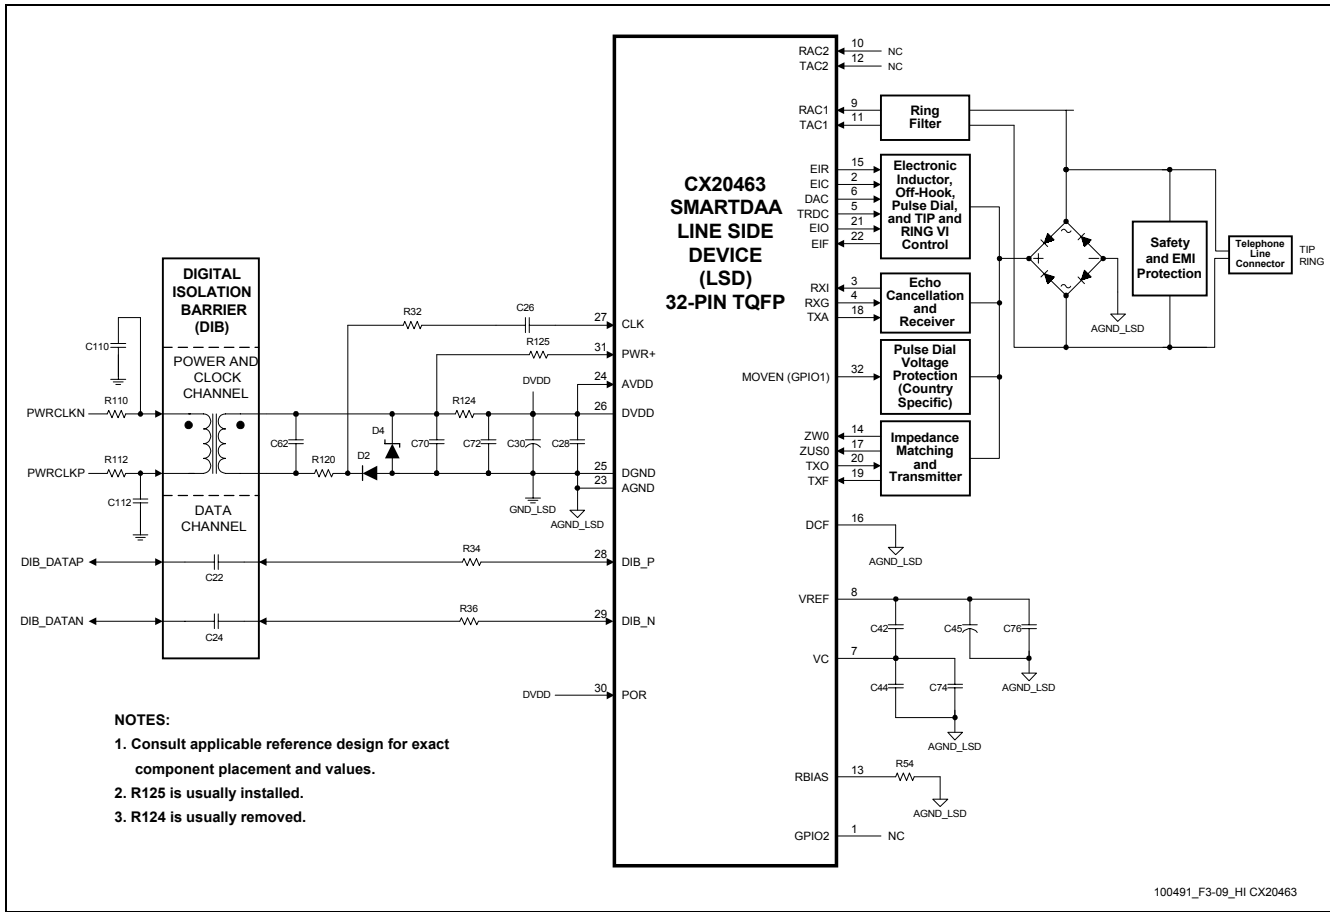 CX20463
SMARTDAA
LINE SIDE
DEVICE
(LSD)
32-PIN TQFP
DIGITAL
ISOLATION
BARRIER
(DIB)
POWER AND
CLOCK
CHANNEL
DATA
CHANNEL
C110
R110
R112
C112
PWRCLKN
PWRCLKP
DIB_DATAP
DIB_DATAN
C22
C24
C62
R120
D2
D4
R32
C26
R125
R124
C70
C72
C30
C28
DVDD
GND_LSD
AGND_LSD
R34
R36
DVDD
27 CLK
31 PWR+
24 AVDD
26 DVDD
25 DGND
23 AGND
28 DIB_P
29 DIB_N
30 POR
RAC2 10 NC
TAC2 12 NC
RAC1 9
TAC1 11
EIR 15
EIC 2
DAC 6
TRDC 5
EIO 21
EIF 22
RXI 3
RXG 4
TXA 18
MOVEN (GPIO1) 32
ZW0 14
ZUS0 17
TXO 20
TXF 19
DCF 16
AGND_LSD
VREF 8
VC 7
C42
C45
C76
AGND_LSD
C44
C74
AGND_LSD
RBIAS 13 R54
AGND_LSD
GPIO2 1 NC
Ring
Filter
Electronic
Inductor,
Off-Hook,
Pulse Dial,
and TIP and
RING VI
Control
Echo
Cancellation
and
Receiver
Pulse Dial
Voltage
Protection
(Country
Specific)
Impedance
Matching
and
Transmitter
~
+
–
~
AGND_LSD
Safety
and EMI
Protection
Telephone
Line
Connector
TIP
RING
NOTES:
1. Consult applicable reference design for exact
component placement and values.
2. R125 is usually installed.
3. R124 is usually removed.
100491_F3-09_HI CX20463